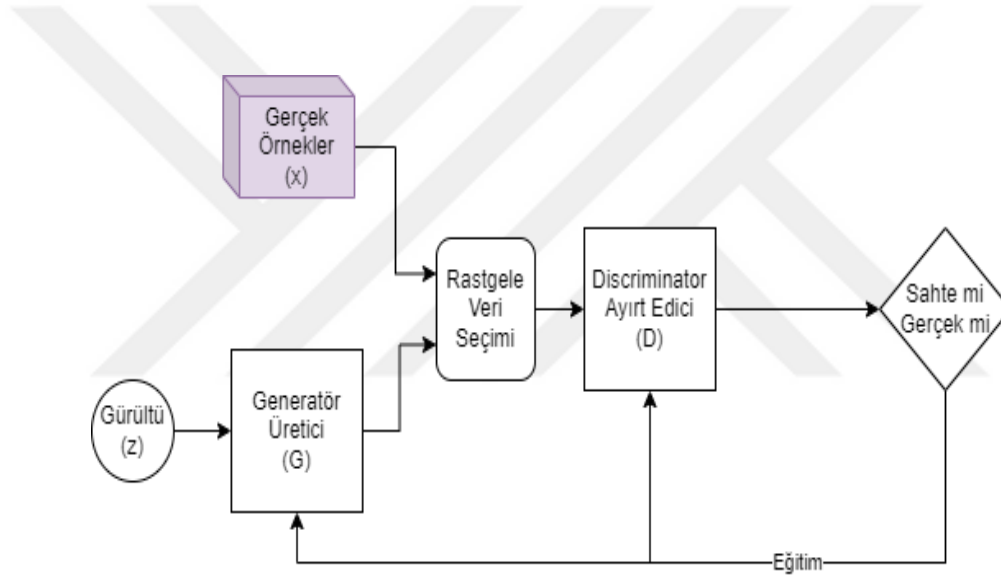 Gerçek
Örnekler
(x)
Rastgele
Veri
Seçimi
Discriminator
Ayırt Edici
(D)
Sahte mi
Gerçek mi
Gürültü
(z)
Generatör
Üretici
(G)
Eğitim